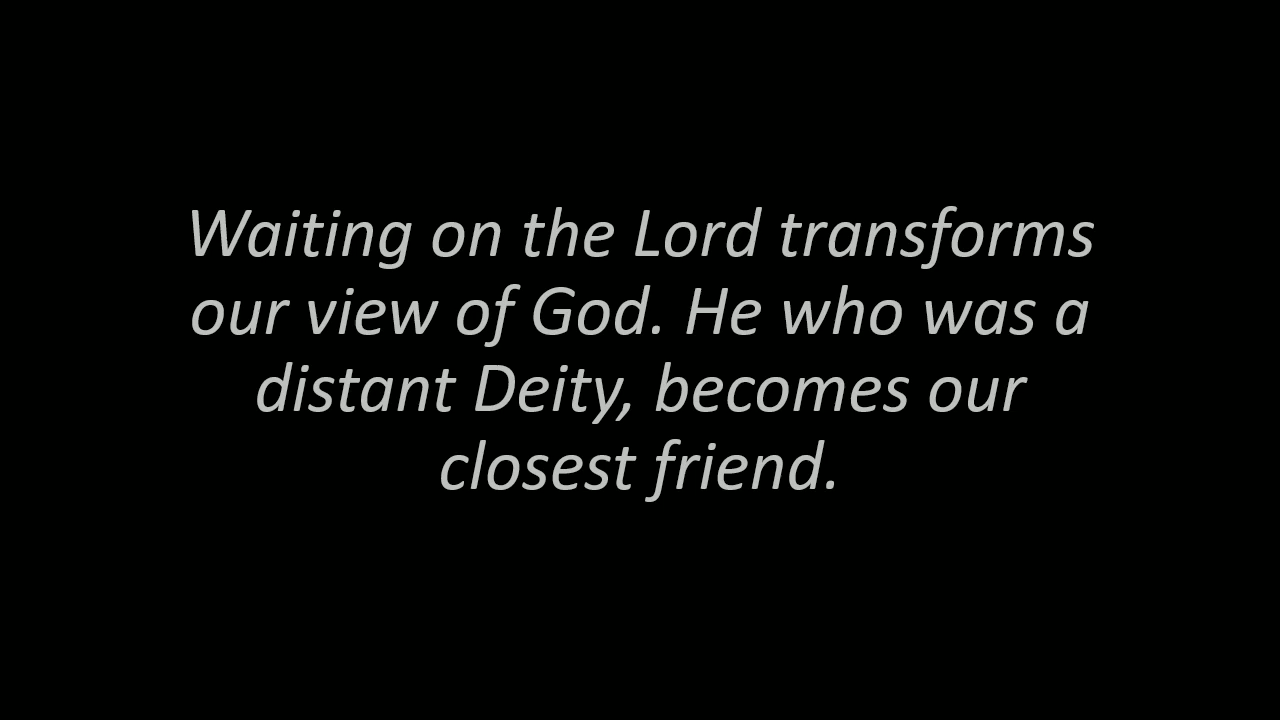 Waiting on the Lord transforms
our view of God. He who was a
distant Deity, becomes our
closest friend.